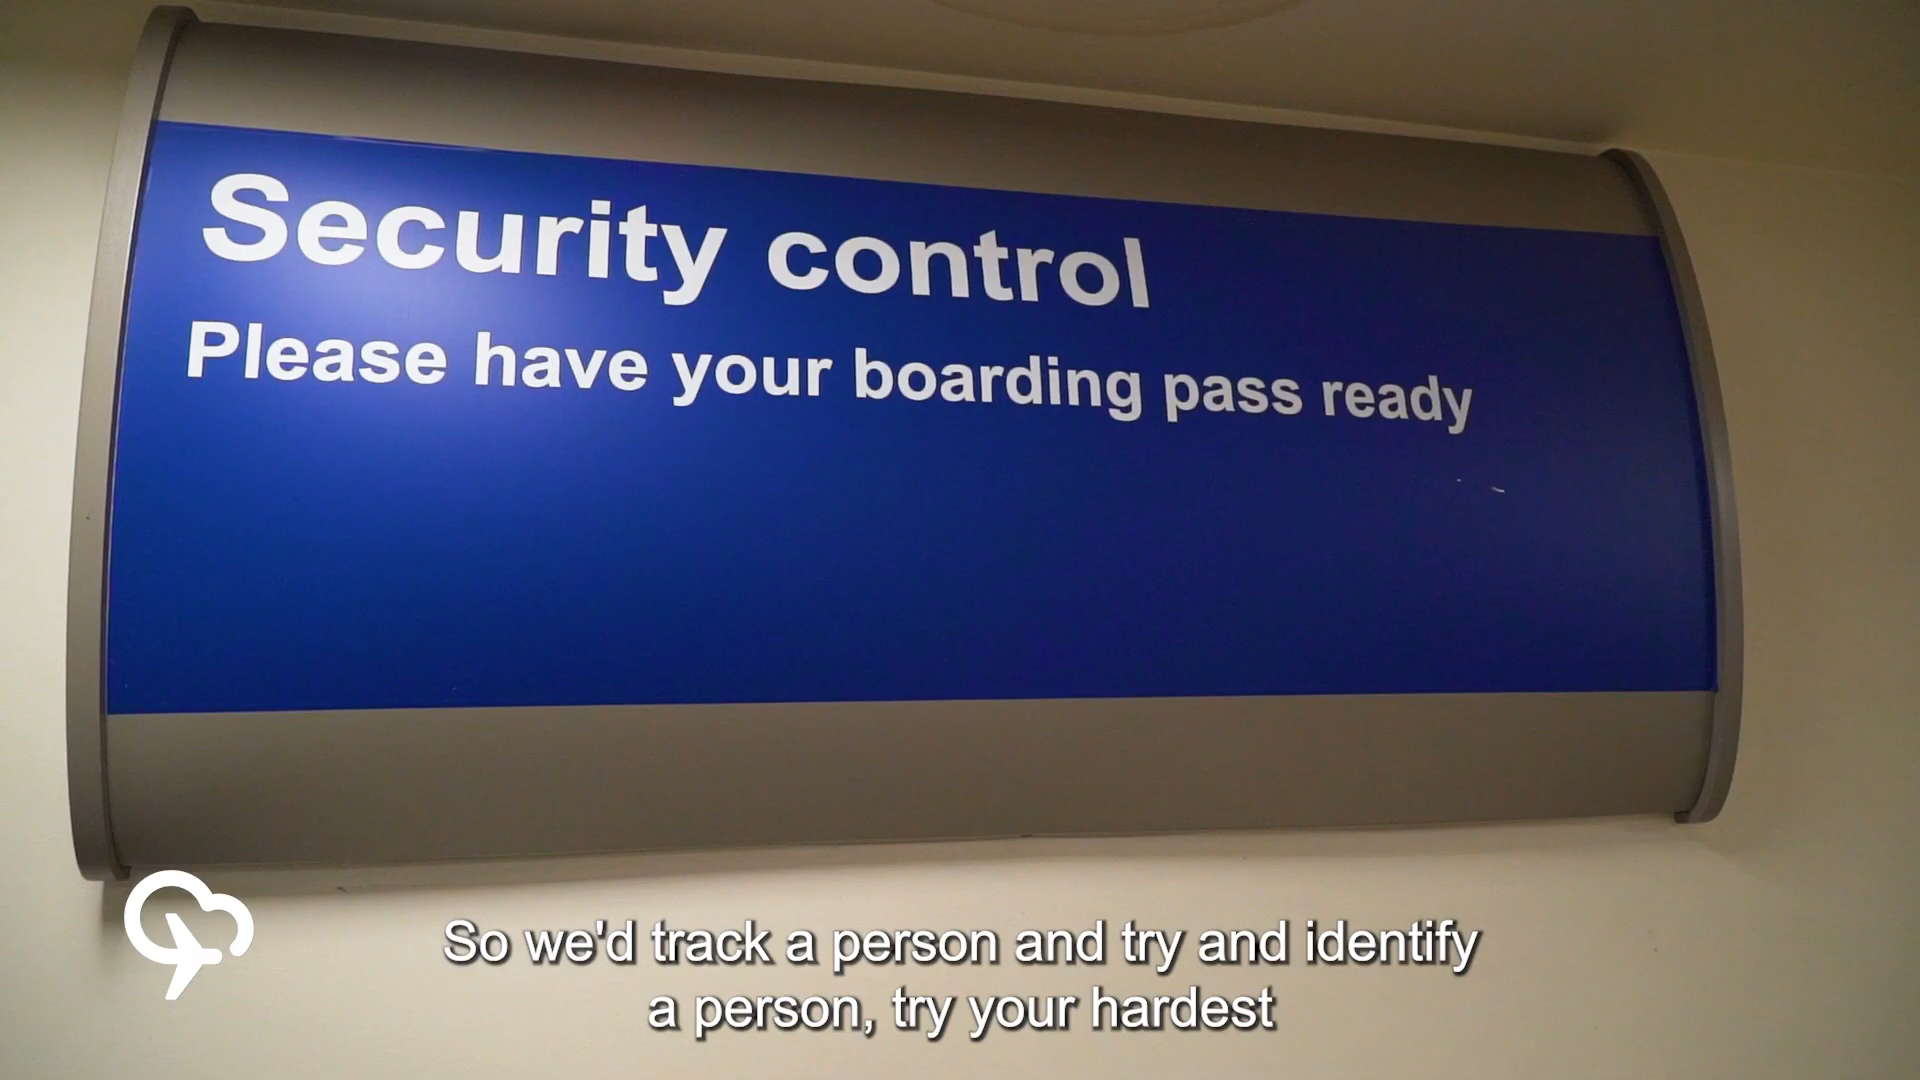 Security control
Please have your boarding pass ready
So we'd track a person and try and identify
a person, try your hardest